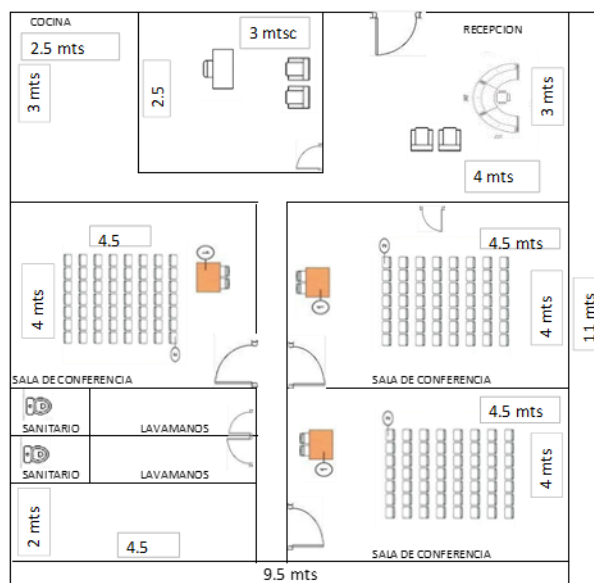 COCINA
2.5 mts
3 mts
3 mtsc
2.5
RECEPCION
3 mts
4 mts
4.5
4 mts
SALA DE CONFERENCIA
4.5 mts
4 mts
11 mts
SALA DE CONFERENCIA
SANITARIO
LAVAMANOS
SANITARIO
LAVAMANOS
2 mts
4.5
4.5 mts
4 mts
SALA DE CONFERENCIA
9.5 mts